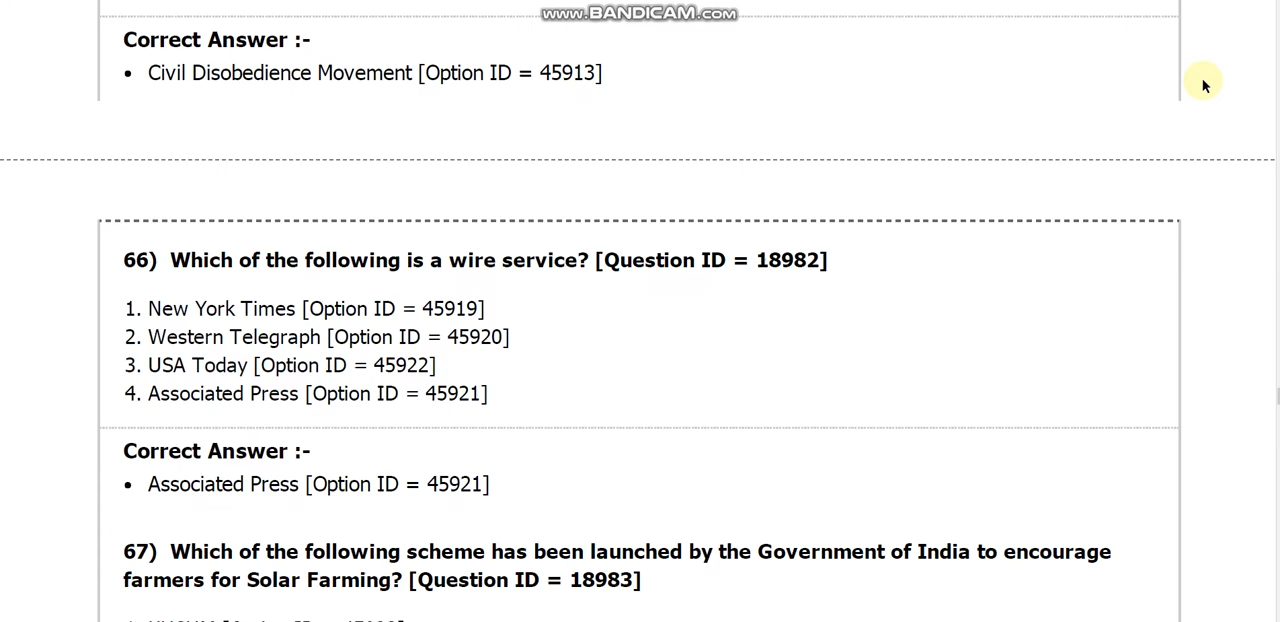 www.BANDICAM.com
Correct Answer :-
• Civil Disobedience Movement [Option ID = 45913]
66) Which of the following is a wire service? [Question ID = 18982]
1. New York Times [Option ID = 45919]
2. Western Telegraph [Option ID = 45920]
3. USA Today [Option ID = 45922]
4. Associated Press [Option ID = 45921]
Correct Answer :-
• Associated Press [Option ID = 45921]
67) Which of the following scheme has been launched by the Government of India to encourage
farmers for Solar Farming? [Question ID = 18983]